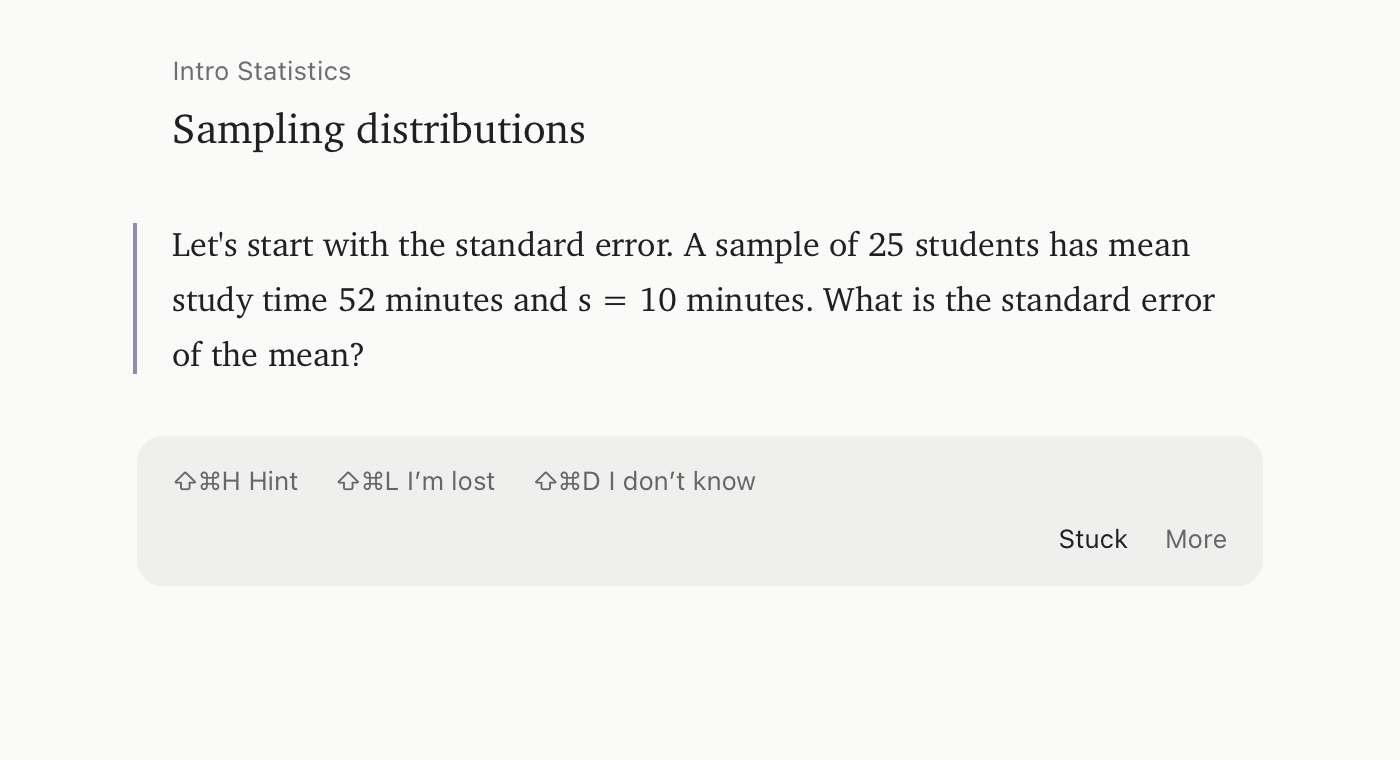 Intro Statistics
Sampling distributions
Let's start with the standard error. A sample of 25 students has mean
study time 52 minutes and s = 10 minutes. What is the standard error
of the mean?
⇧⌘H Hint ⇧⌘L I’m lost ⇧⌘D I don’t know
Stuck More